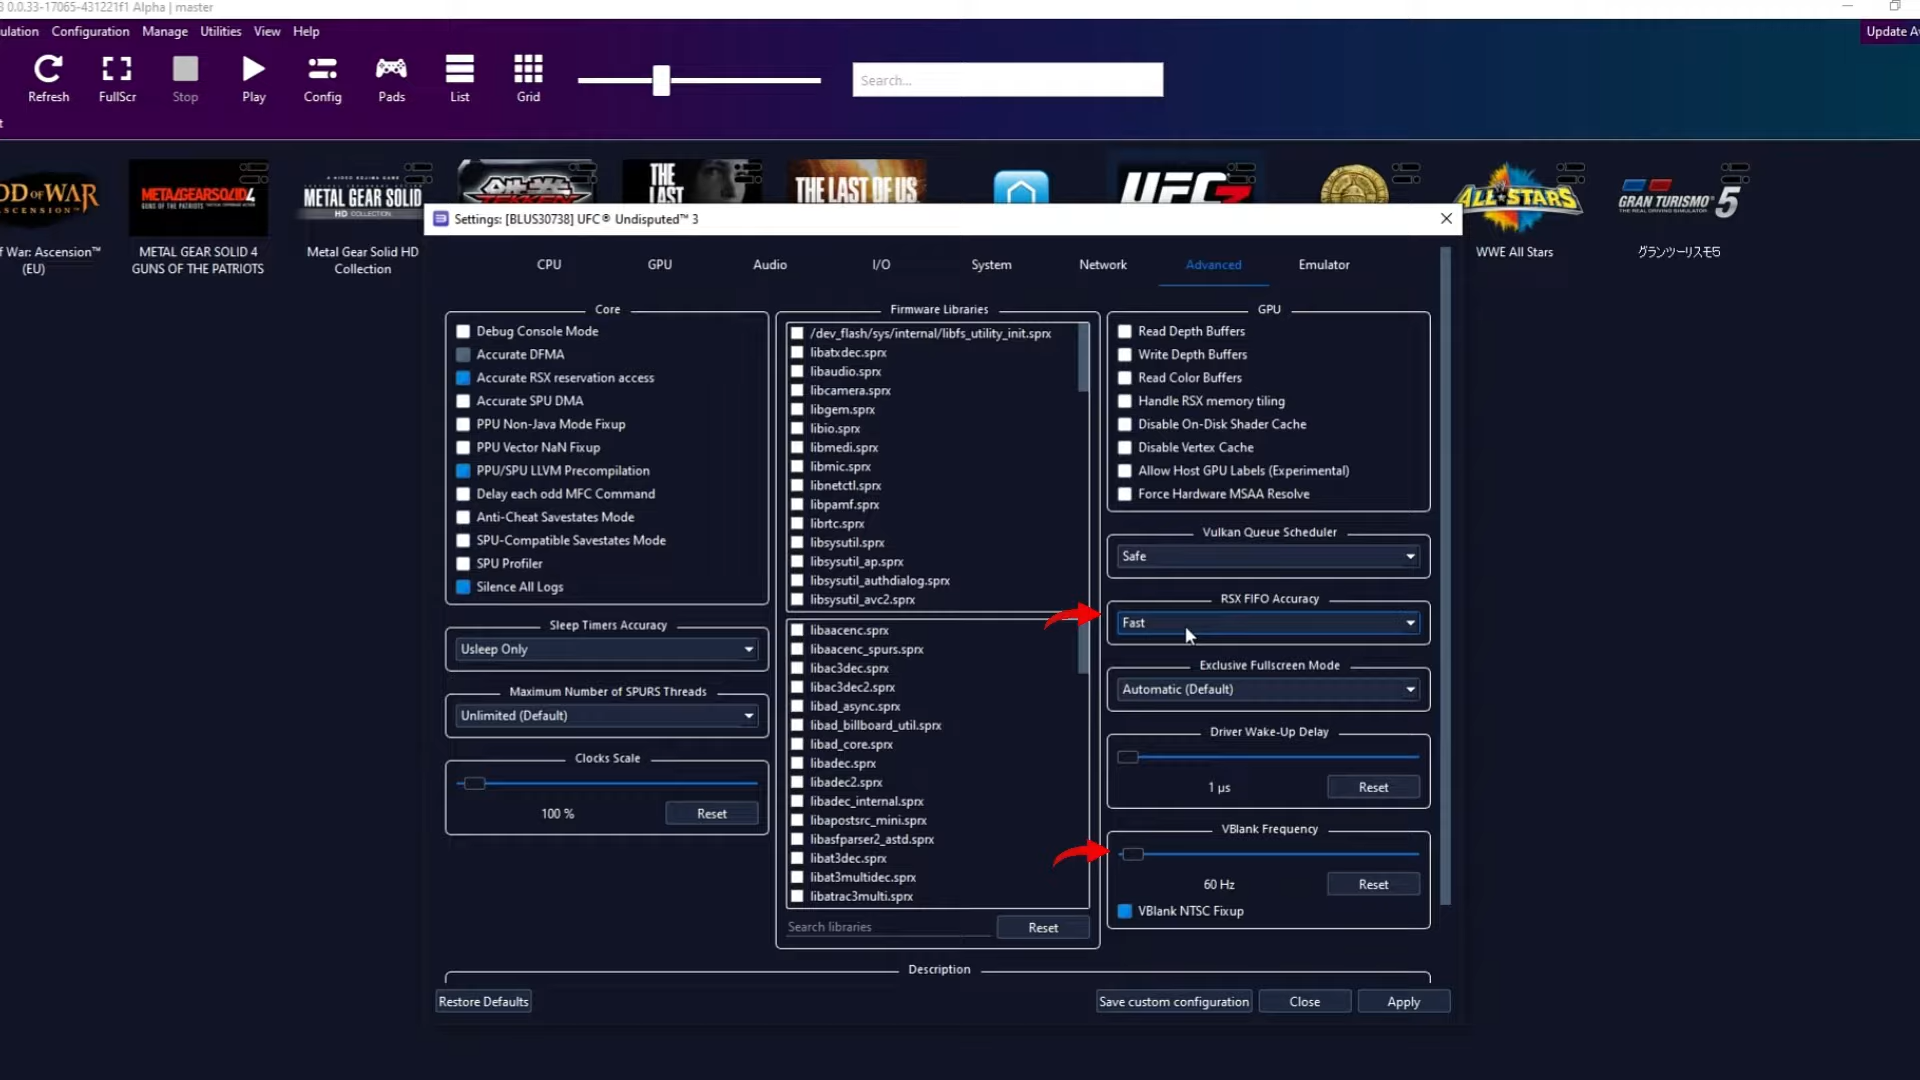 3 0.0.33-17065-431221f1 Alpha | master
ulation Configuration Manage Utilities View Help
Update Av
Refresh FullScr Stop Play Config Pads List Grid
Search...
t
OD OF WAR
ASCENSION
METAL GEAR SOLID 4
GUNS OF THE PATRIOTS
METAL GEAR SOLID
HD COLLECTION
THE LAST
THE LAST OF US
UFC 3
ALL STARS
GRAN TURISMO 5
THE REAL DRIVING SIMULATOR
f War: Ascension™
(EU)
METAL GEAR SOLID 4
GUNS OF THE PATRIOTS
Metal Gear Solid HD
Collection
WWE All Stars
グランツーリスモ5
Settings: [BLUS30738] UFC® Undisputed™ 3
CPU GPU Audio I/O System Network Advanced Emulator
Core
Debug Console Mode
Accurate DFMA
Accurate RSX reservation access
Accurate SPU DMA
PPU Non-Java Mode Fixup
PPU Vector NaN Fixup
PPU/SPU LLVM Precompilation
Delay each odd MFC Command
Anti-Cheat Savestates Mode
SPU-Compatible Savestates Mode
SPU Profiler
Silence All Logs
Sleep Timers Accuracy
Usleep Only
Maximum Number of SPURS Threads
Unlimited (Default)
Clocks Scale
100 %
Reset
Firmware Libraries
/dev_flash/sys/internal/libfs_utility_init.sprx
libatxdec.sprx
libaudio.sprx
libcamera.sprx
libgem.sprx
libio.sprx
libmedi.sprx
libmic.sprx
libnetctl.sprx
libpamf.sprx
librtc.sprx
libsysutil.sprx
libsysutil_ap.sprx
libsysutil_authdialog.sprx
libsysutil_avc2.sprx
libaacenc.sprx
libaacenc_spurs.sprx
libac3dec.sprx
libac3dec2.sprx
libad_async.sprx
libad_billboard_util.sprx
libad_core.sprx
libadec.sprx
libadec2.sprx
libadec_internal.sprx
libapostsrc_mini.sprx
libasfparser2_astd.sprx
libat3dec.sprx
libat3multidec.sprx
libatrac3multi.sprx
Search libraries
Reset
GPU
Read Depth Buffers
Write Depth Buffers
Read Color Buffers
Handle RSX memory tiling
Disable On-Disk Shader Cache
Disable Vertex Cache
Allow Host GPU Labels (Experimental)
Force Hardware MSAA Resolve
Vulkan Queue Scheduler
Safe
RSX FIFO Accuracy
Fast
Exclusive Fullscreen Mode
Automatic (Default)
Driver Wake-Up Delay
1 µs
Reset
VBlank Frequency
60 Hz
Reset
VBlank NTSC Fixup
Description
Restore Defaults
Save custom configuration
Close
Apply